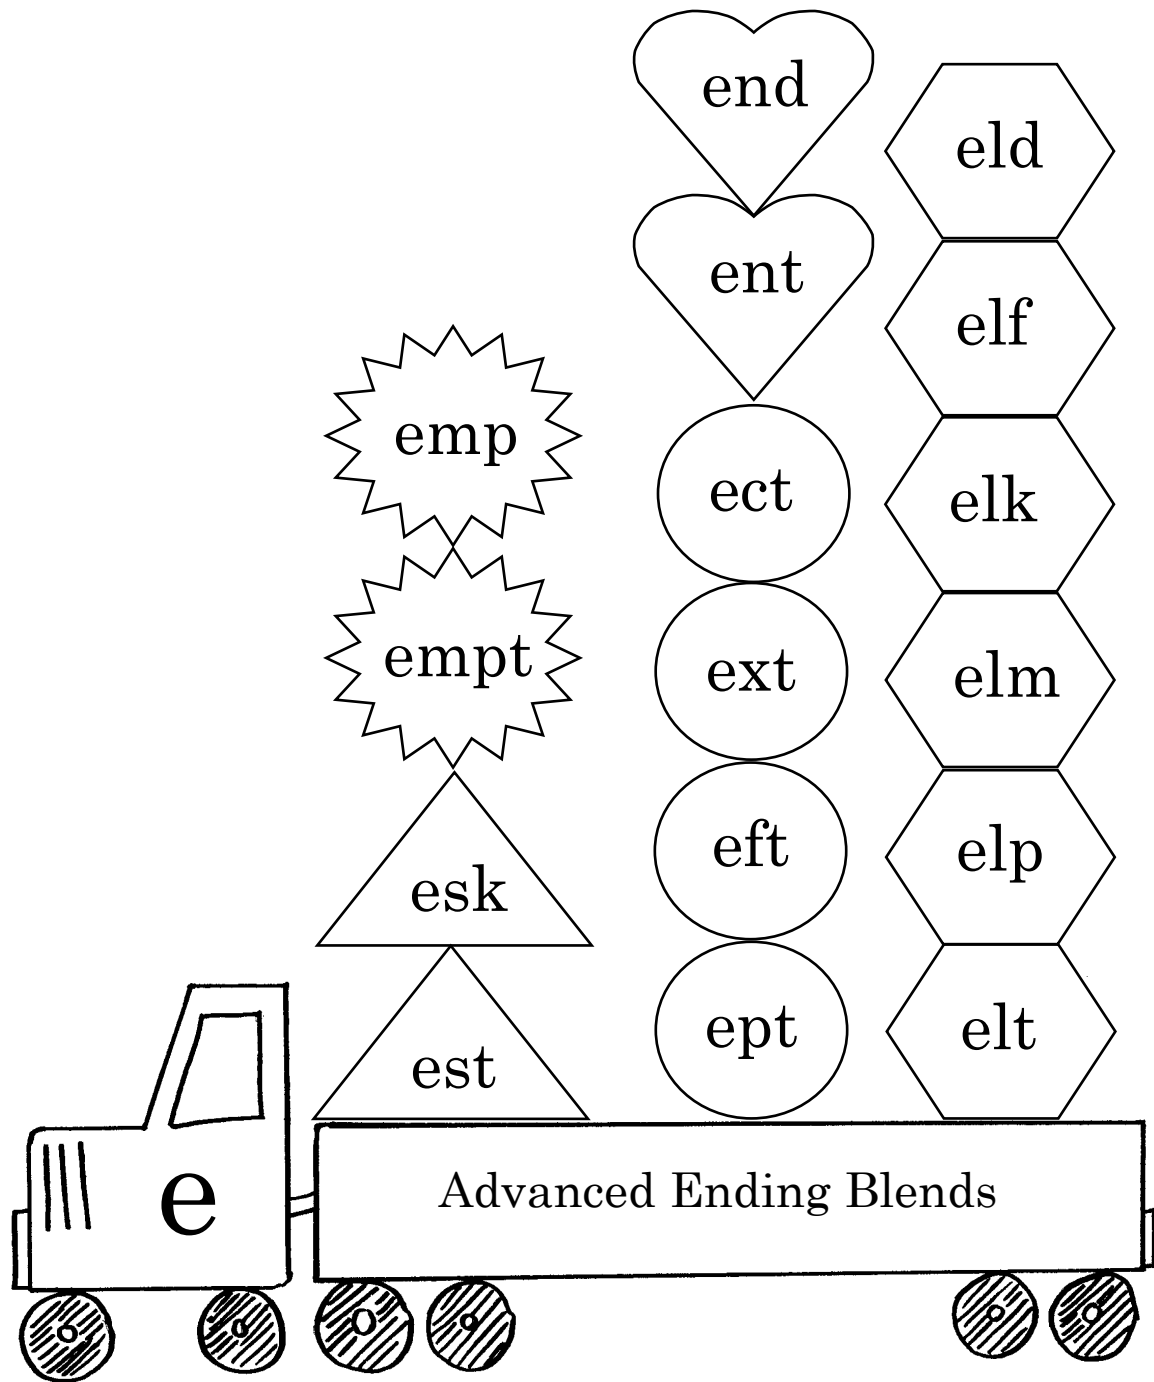 end
ent
ect
ext
eft
ept
eld
elf
elk
elm
elp
elt
emp
empt
esk
est
e
Advanced Ending Blends